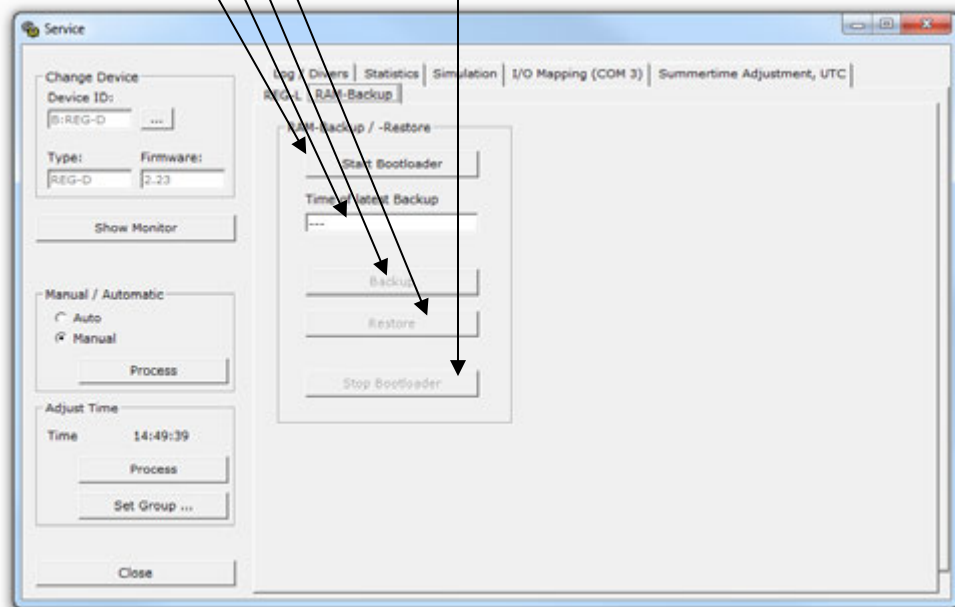 Service
Change Device
Device ID:
B:REG-D
...
Type: Firmware:
REG-D 2.23
Show Monitor
Manual / Automatic
Auto
Manual
Process
Adjust Time
Time 14:49:39
Process
Set Group ...
Close
Log / Divers Statistics Simulation I/O Mapping (COM 3) Summertime Adjustment, UTC
REG-L RAM-Backup
RAM-Backup / -Restore
Start Bootloader
Time of latest Backup
---
Backup
Restore
Stop Bootloader